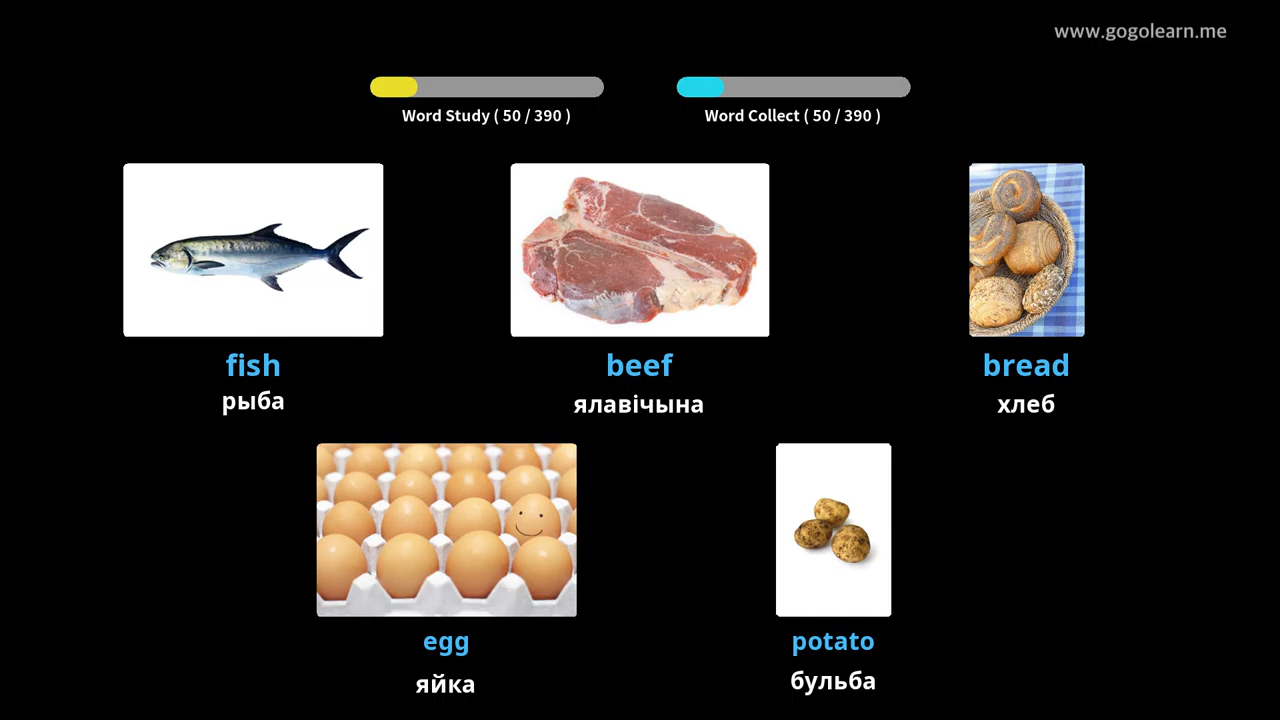 www.gogolearn.me
Word Study ( 50 / 390 )
Word Collect ( 50 / 390 )
fish
рыба
beef
ялавічына
bread
хлеб
egg
яйка
potato
бульба